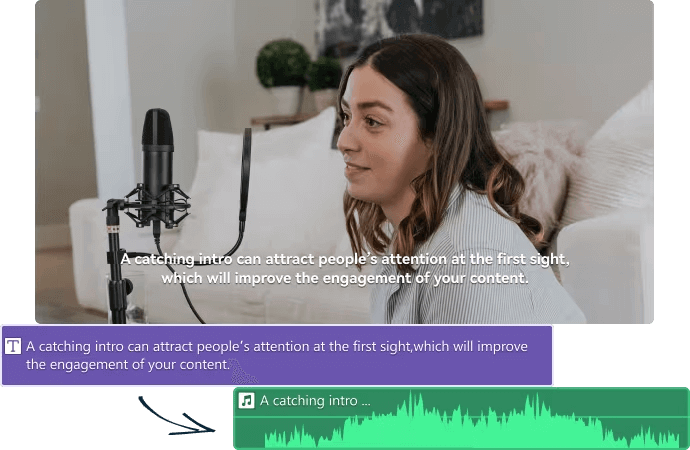 A catching intro can attract people's attention at the first sight,
which will improve the engagement of your content.
T A catching intro can attract people's attention at the first sight,which will improve
the engagement of your content.
A catching intro ...